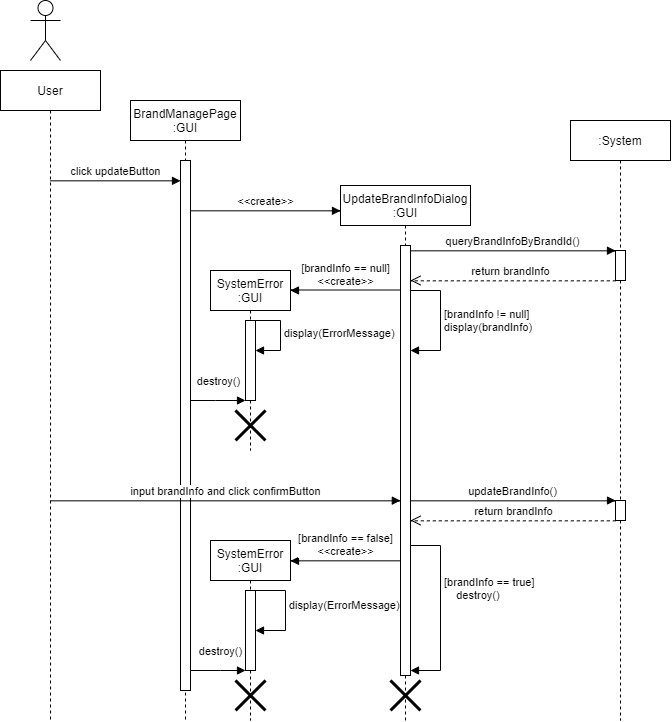 User
BrandManagePage
:GUI
:System
click updateButton
<<create>>
UpdateBrandInfoDialog
:GUI
queryBrandInfoByBrandId()
[brandInfo == null]
<<create>>
return brandInfo
SystemError
:GUI
[brandInfo != null]
display(brandInfo)
display(ErrorMessage)
destroy()
input brandInfo and click confirmButton
updateBrandInfo()
return brandInfo
[brandInfo == false]
<<create>>
SystemError
:GUI
[brandInfo == true]
destroy()
display(ErrorMessage)
destroy()